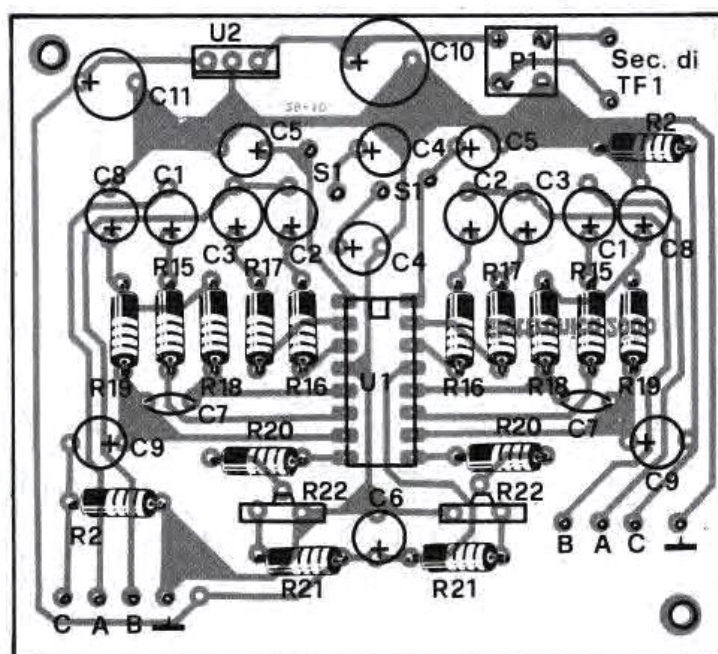 U2
C10
P1
Sec. di
TF1
C11
C5
C4
C5
R2
S1
S1
C8
C1
C2
C3
C3
C2
C4
C1
C8
R15
R17
R17
R15
R19
R18
R16
U1
R16
R18
R19
C7
C7
R20
R20
C9
C9
R22
C6
R22
R2
R21
R21
B
A
C
C
A
B